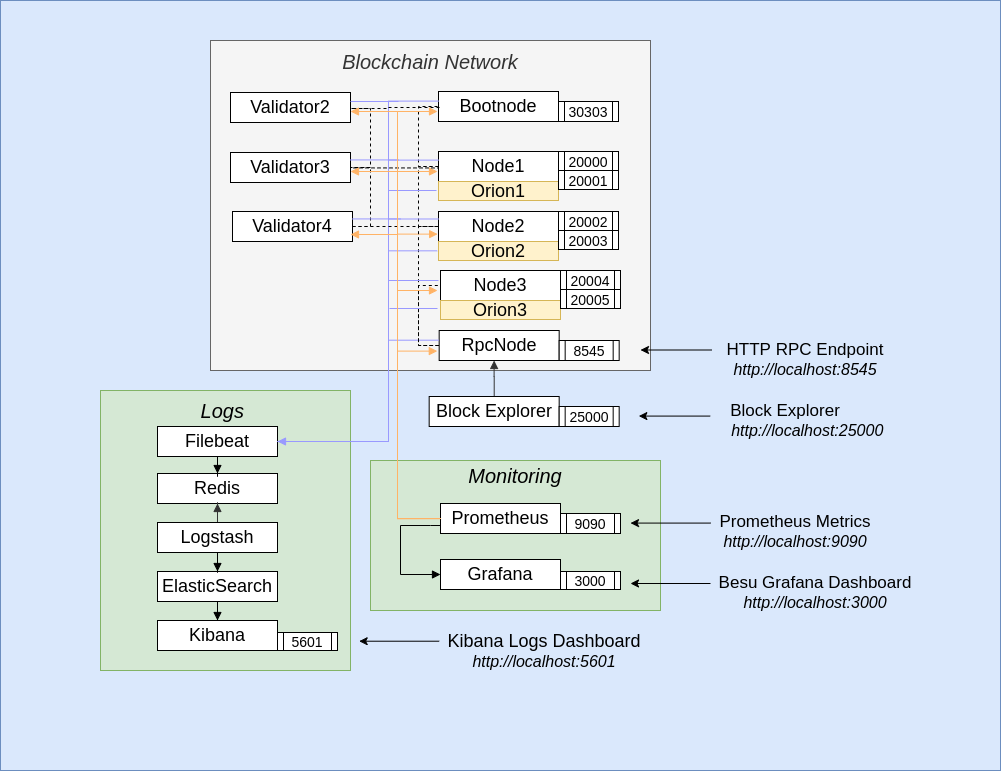 Blockchain Network
Validator2
Bootnode
30303
Validator3
Node1
20000
20001
Orion1
Validator4
Node2
20002
20003
Orion2
Node3
20004
20005
Orion3
RpcNode
8545
HTTP RPC Endpoint
http://localhost:8545
Block Explorer
25000
Block Explorer
http://localhost:25000
Logs
Filebeat
Redis
Logstash
ElasticSearch
Kibana
5601
Kibana Logs Dashboard
http://localhost:5601
Monitoring
Prometheus
9090
Prometheus Metrics
http://localhost:9090
Grafana
3000
Besu Grafana Dashboard
http://localhost:3000